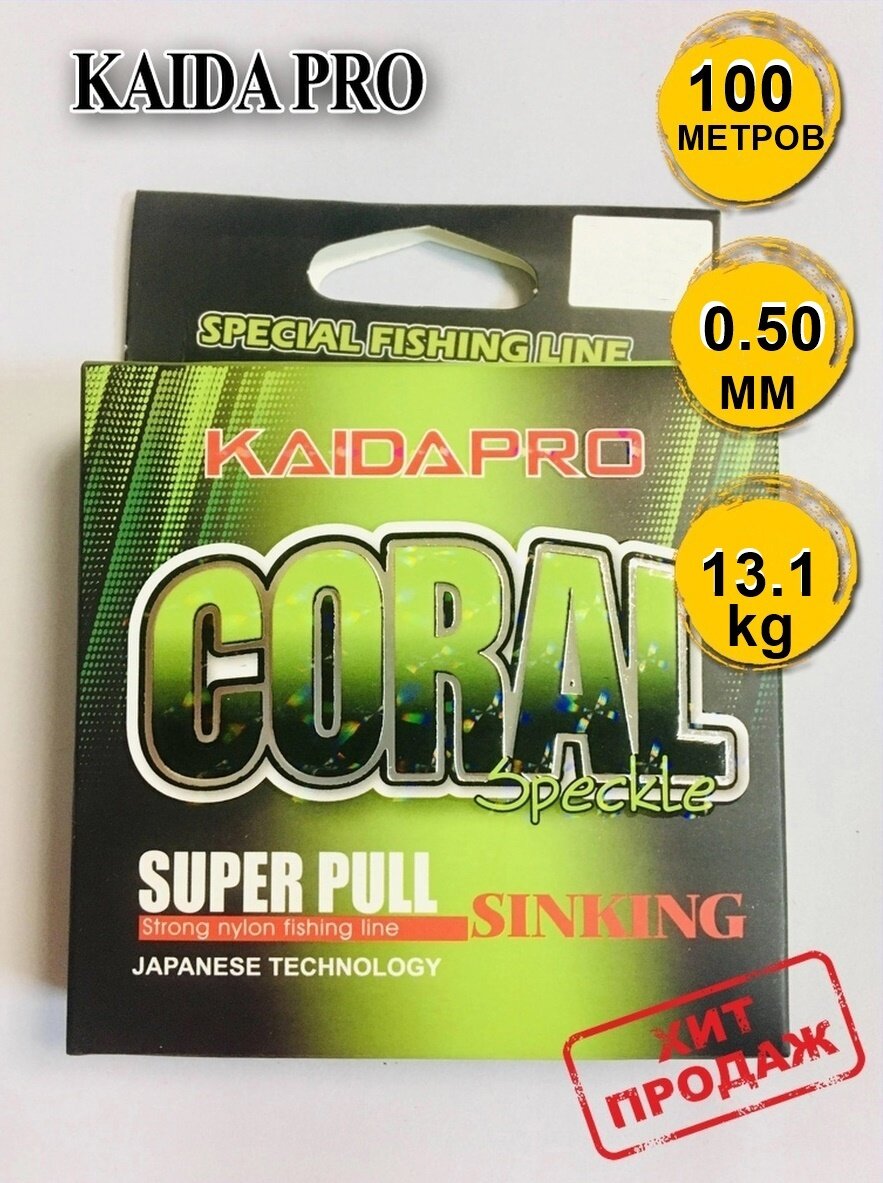 KAIDA PRO
100
МЕТРОВ
SPECIAL FISHING LINE
0.50
ММ
KAIDAPRO
CORAL
Speckle
13.1
kg
SUPER PULL
Strong nylon fishing line
SINKING
JAPANESE TECHNOLOGY
ХИТ
ПРОДАЖ